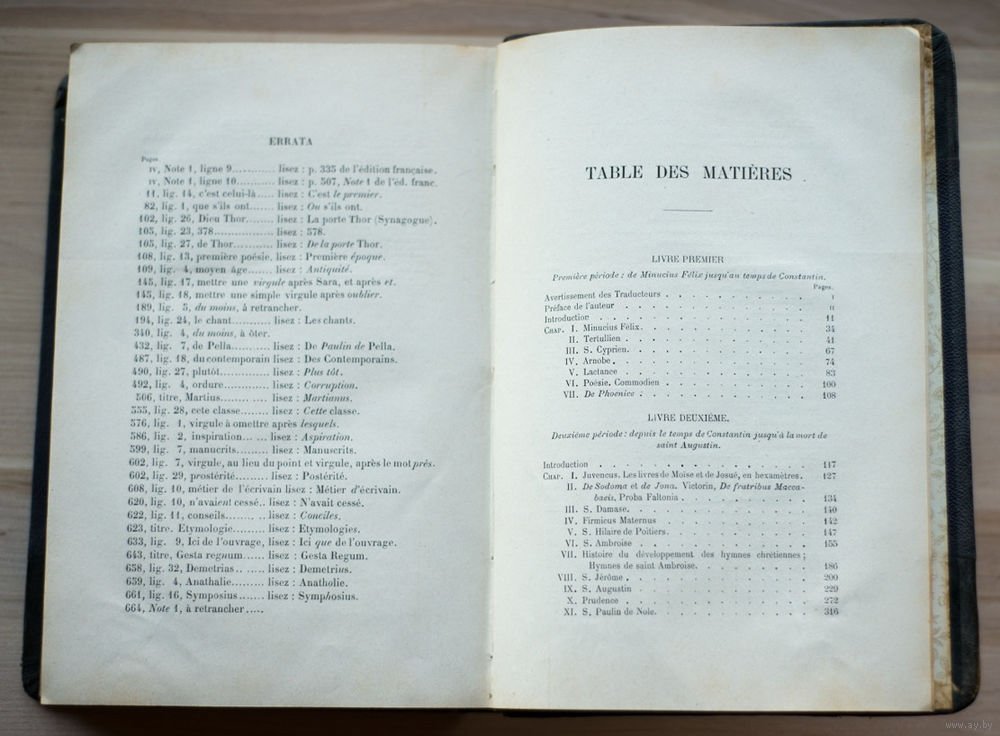 ERRATA
Pages
IV, Note 1, ligne 9........... lisez : p. 335 de l'édition française.
IV, Note 1, ligne 10.......... lisez : p. 507, Note 1 de l'éd. franc.
11, lig. 14, c'est celui-là..... lisez : C'est le premier.
82, lig. 1, que s'ils ont....... lisez : Ou s'ils ont.
102, lig. 26, Dieu Thor....... lisez : La porte Thor (Synagogue).
105, lig. 23, 378................ lisez : 578.
105, lig. 27, de Thor........... lisez : De la porte Thor.
108, lig. 13, première poésie. lisez : Première époque.
109, lig. 4, moyen âge....... lisez : Antiquité.
145, lig. 17, mettre une virgule après Sara, et après et.
145, lig. 18, mettre une simple virgule après oublier.
189, lig. 5, du moins, à retrancher.
194, lig. 24, le chant........... lisez : Les chants.
340, lig. 4, du moins, à ôter.
432, lig. 7, de Pella........... lisez : De Paulin de Pella.
487, lig. 18, du contemporain lisez : Des Contemporains.
490, lig. 27, plutôt............. lisez : Plus tôt.
492, lig. 4, ordure............ lisez : Corruption.
506, titre, Martius............ lisez : Martianus.
555, lig. 28, cete classe....... lisez : Cette classe.
576, lig. 1, virgule à omettre après lesquels.
586, lig. 2, inspiration... ... lisez : Aspiration.
599, lig. 7, manucrits........ lisez : Manuscrits.
602, lig. 7, virgule, au lieu du point et virgule, après le mot près.
602, lig. 29, prostérité........ lisez : Postérité.
608, lig. 10, métier de l'écrivain lisez : Métier d'écrivain.
620, lig. 10, n'avaient cessé.. lisez : N'avait cessé.
622, lig. 11, conseils....... .. lisez : Conciles.
623, titre. Etymologie........ lisez : Etymologies.
633, lig. 9, Ici de l'ouvrage, lisez : Ici que de l'ouvrage.
643, titre, Gesta regnum...... lisez : Gesta Regum.
658, lig. 32, Demetrias.. ..... lisez : Demetrius.
659, lig. 4, Anathalie........ lisez : Anatholie.
661, lig. 16, Symposius....... lisez : Symphosius.
664, Note 1, à retrancher .....
TABLE DES MATIÈRES
LIVRE PREMIER
Première période : de Minucius Félix jusqu'au temps de Constantin.
Pages.
Avertissement des Traducteurs . . . . . . . . . I
Préface de l'auteur . . . . . . . . . . II
Introduction . . . . . . . . . . . 11
CHAP. I. Minucius Félix. . . . . . . . . . 34
II. Tertullien . . . . . . . . . . 41
III. S. Cyprien. . . . . . . . . . 67
IV. Arnobe. . . . . . . . . . . 74
V. Lactance . . . . . . . . . . 83
VI. Poésie. Commodien . . . . . . . . 100
VII. De Phoenice . . . . . . . . . . 108
LIVRE DEUXIÈME.
Deuxième période : depuis le temps de Constantin jusqu'à la mort de
saint Augustin.
Introduction . . . . . . . . . . . 117
CHAP. I. Juvencus. Les livres de Moïse et de Josué, en hexamètres. 127
II. De Sodoma et de Jona. Victorin, De fratribus Macca-
baeis, Proba Faltonia . . . . . . . . 134
III. S. Damase. . . . . . . . . . 140
IV. Firmicus Maternus . . . . . . . . 142
V. S. Hilaire de Poitiers. . . . . . . . 147
VI. S. Ambroise . . . . . . . . . . 155
VII. Histoire du développement des hymnes chrétiennes ;
Hymnes de saint Ambroise. . . . . . . 186
VIII. S. Jérôme . . . . . . . . . . 200
IX. S. Augustin . . . . . . . . . . 229
X. Prudence . . . . . . . . . . 272
XI. S. Paulin de Nole. . . . . . . . . 316
www.ay.by